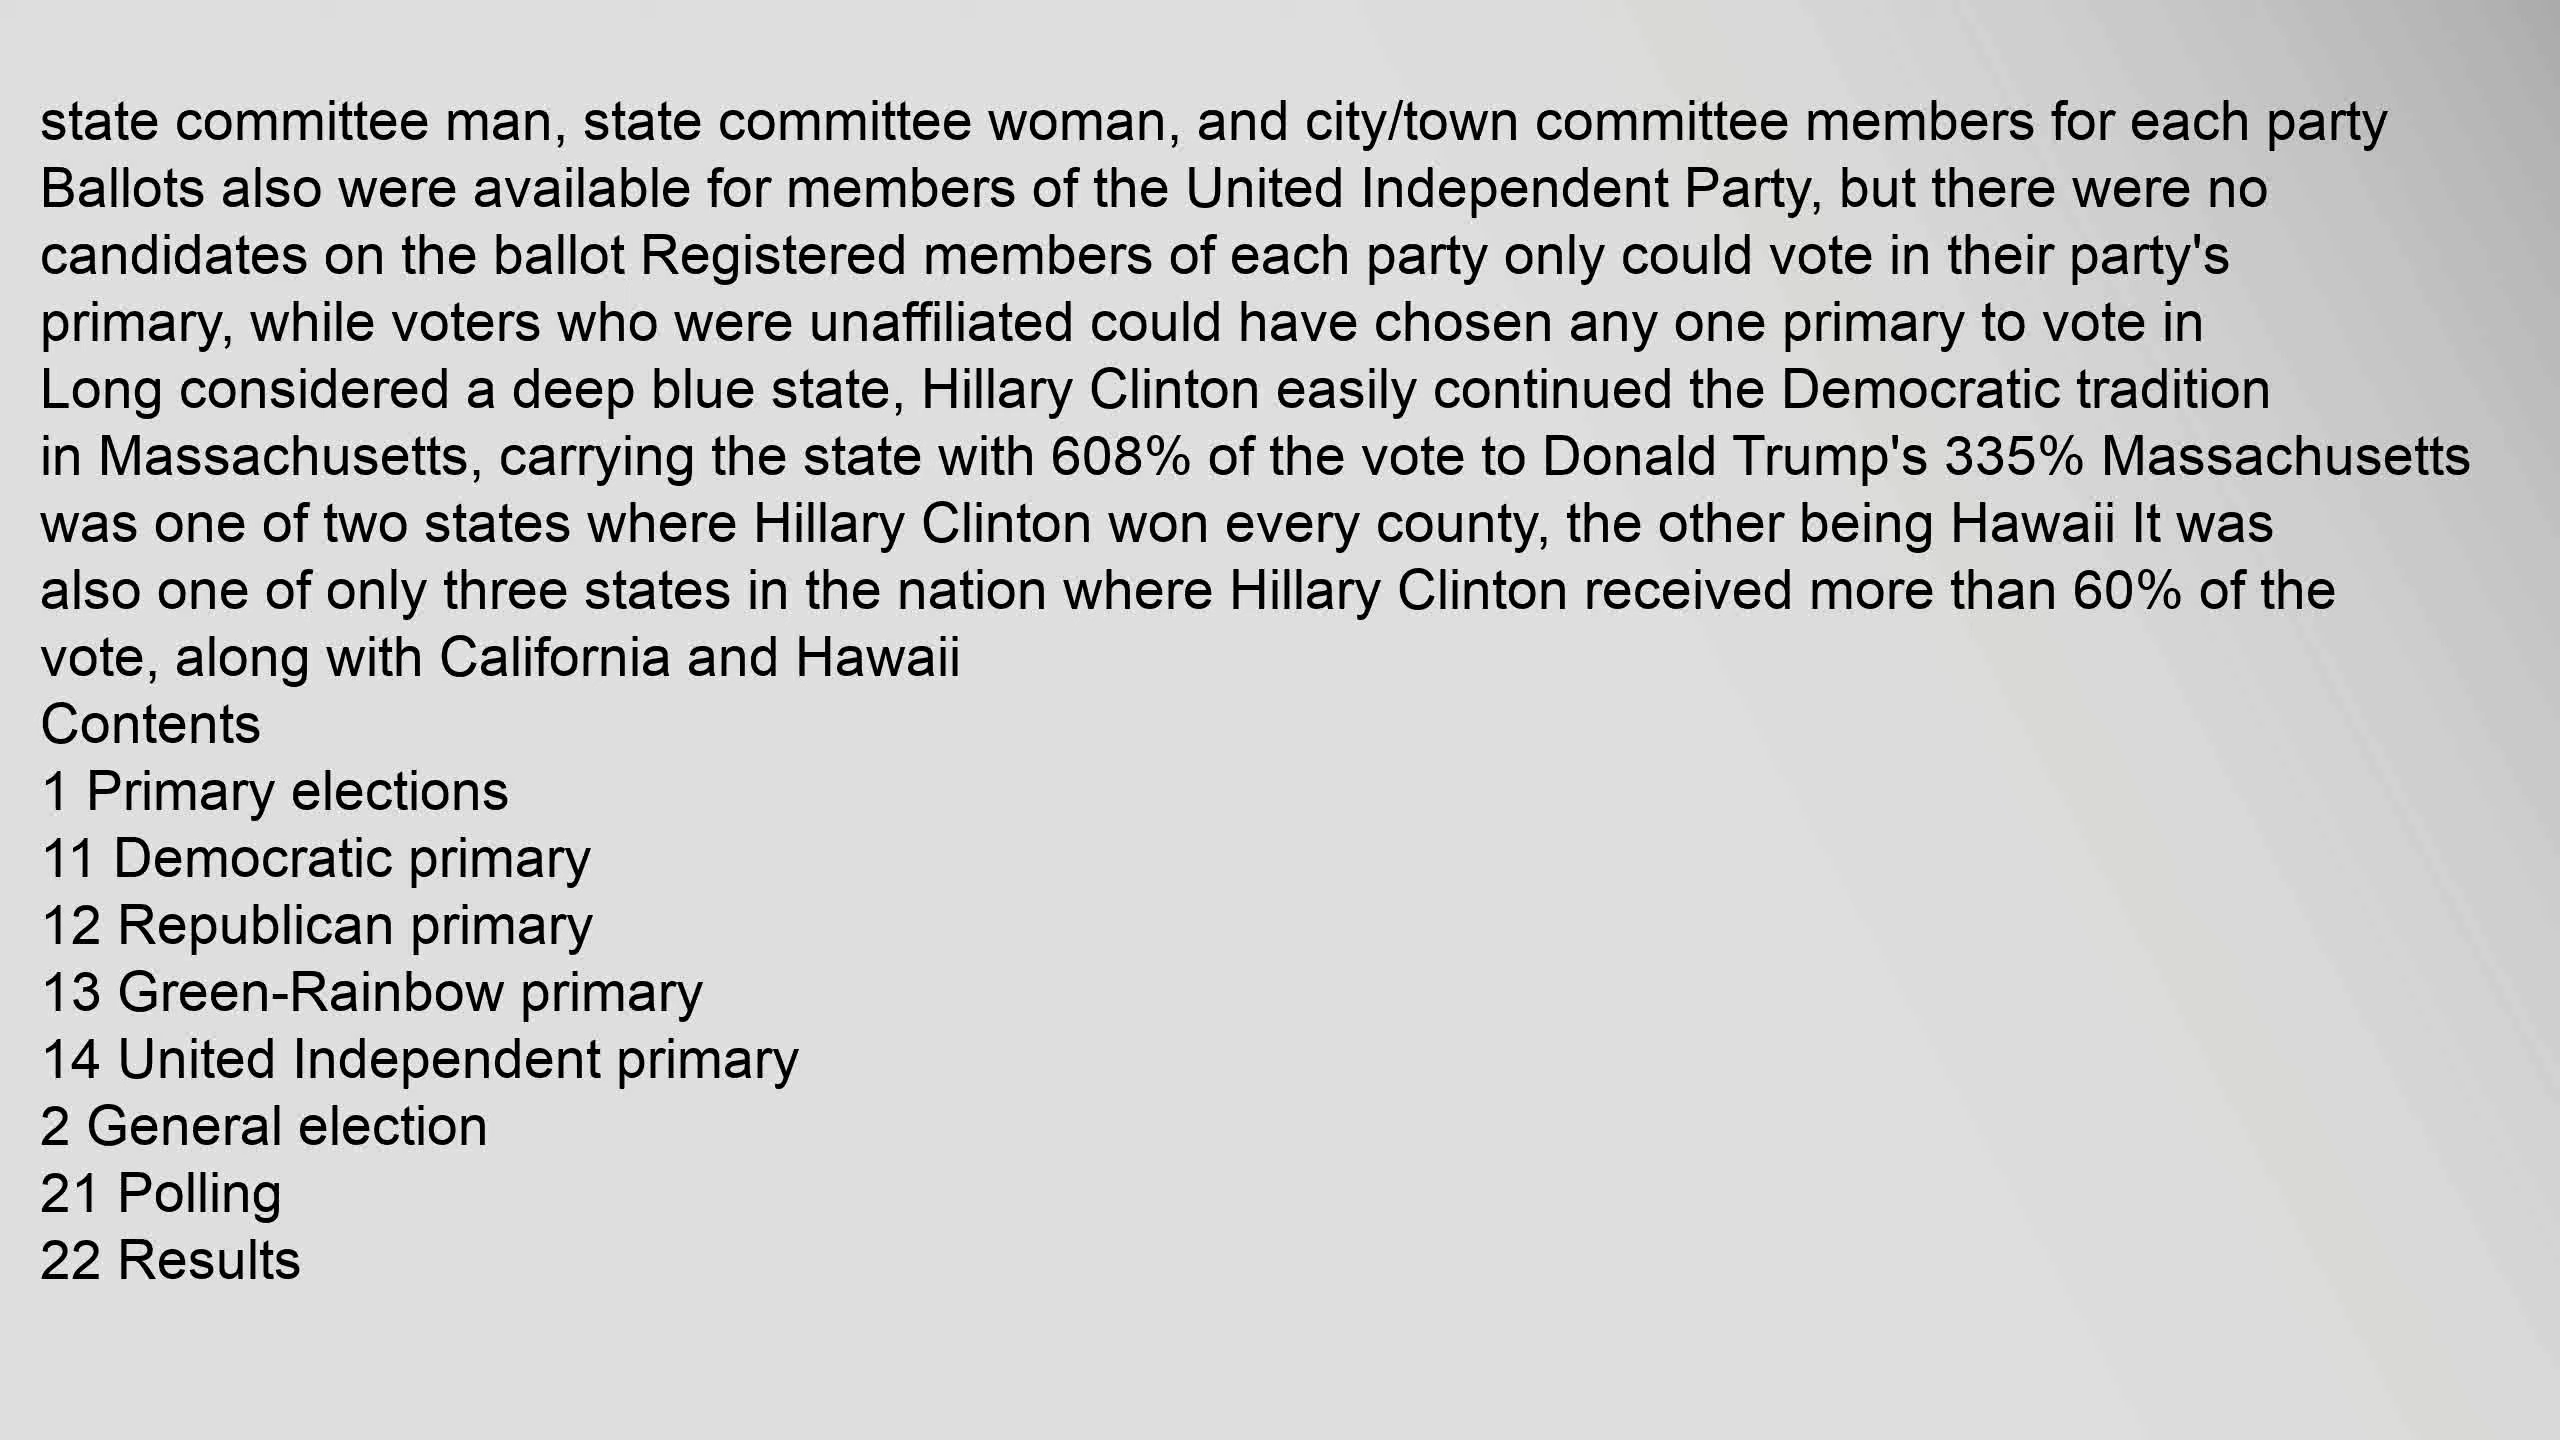 state committee man, state committee woman, and city/town committee members for each party
Ballots also were available for members of the United Independent Party, but there were no
candidates on the ballot Registered members of each party only could vote in their party's
primary, while voters who were unaffiliated could have chosen any one primary to vote in
Long considered a deep blue state, Hillary Clinton easily continued the Democratic tradition
in Massachusetts, carrying the state with 608% of the vote to Donald Trump's 335% Massachusetts
was one of two states where Hillary Clinton won every county, the other being Hawaii It was
also one of only three states in the nation where Hillary Clinton received more than 60% of the
vote, along with California and Hawaii
Contents
1 Primary elections
11 Democratic primary
12 Republican primary
13 Green-Rainbow primary
14 United Independent primary
2 General election
21 Polling
22 Results